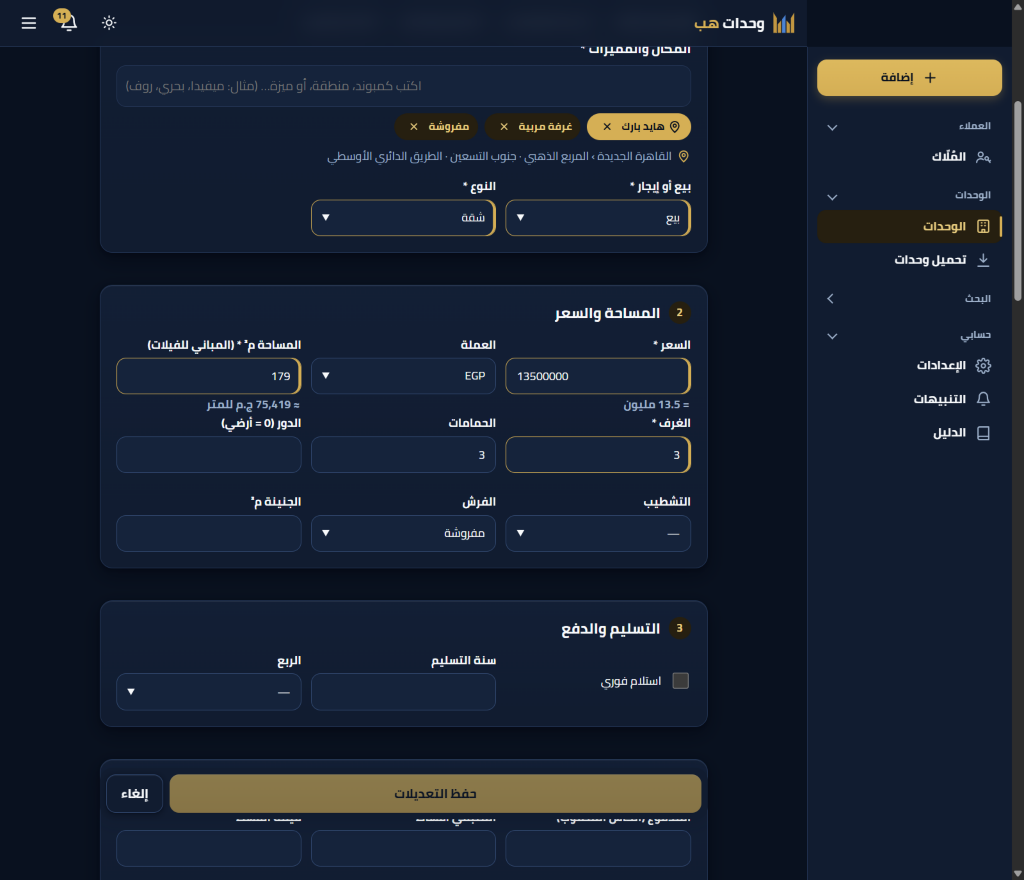 وحدات هب
11
إضافة
العملاء
المُلّاك
الوحدات
الوحدات
تحميل وحدات
البحث
حسابي
الإعدادات
التنبيهات
الدليل
المكان والمميزات *
اكتب كمبوند، منطقة، أو ميزة... (مثال: ميفيدا، بحري، روف)
هايد بارك × غرفة مربية × مفروشة ×
القاهرة الجديدة › المربع الذهبي · جنوب التسعين · الطريق الدائري الأوسطي
بيع أو إيجار * النوع *
بيع شقة
2 المساحة والسعر
السعر * العملة المساحة م² * (المباني للفيلات)
13500000 EGP 179
= 13.5 مليون ≈ 75,419 ج.م للمتر
الغرف * الحمامات الدور (0 = أرضي)
3 3
التشطيب الفرش الجنينة م²
— مفروشة
3 التسليم والدفع
سنة التسليم الربع
استلام فوري —
حفظ التعديلات إلغاء